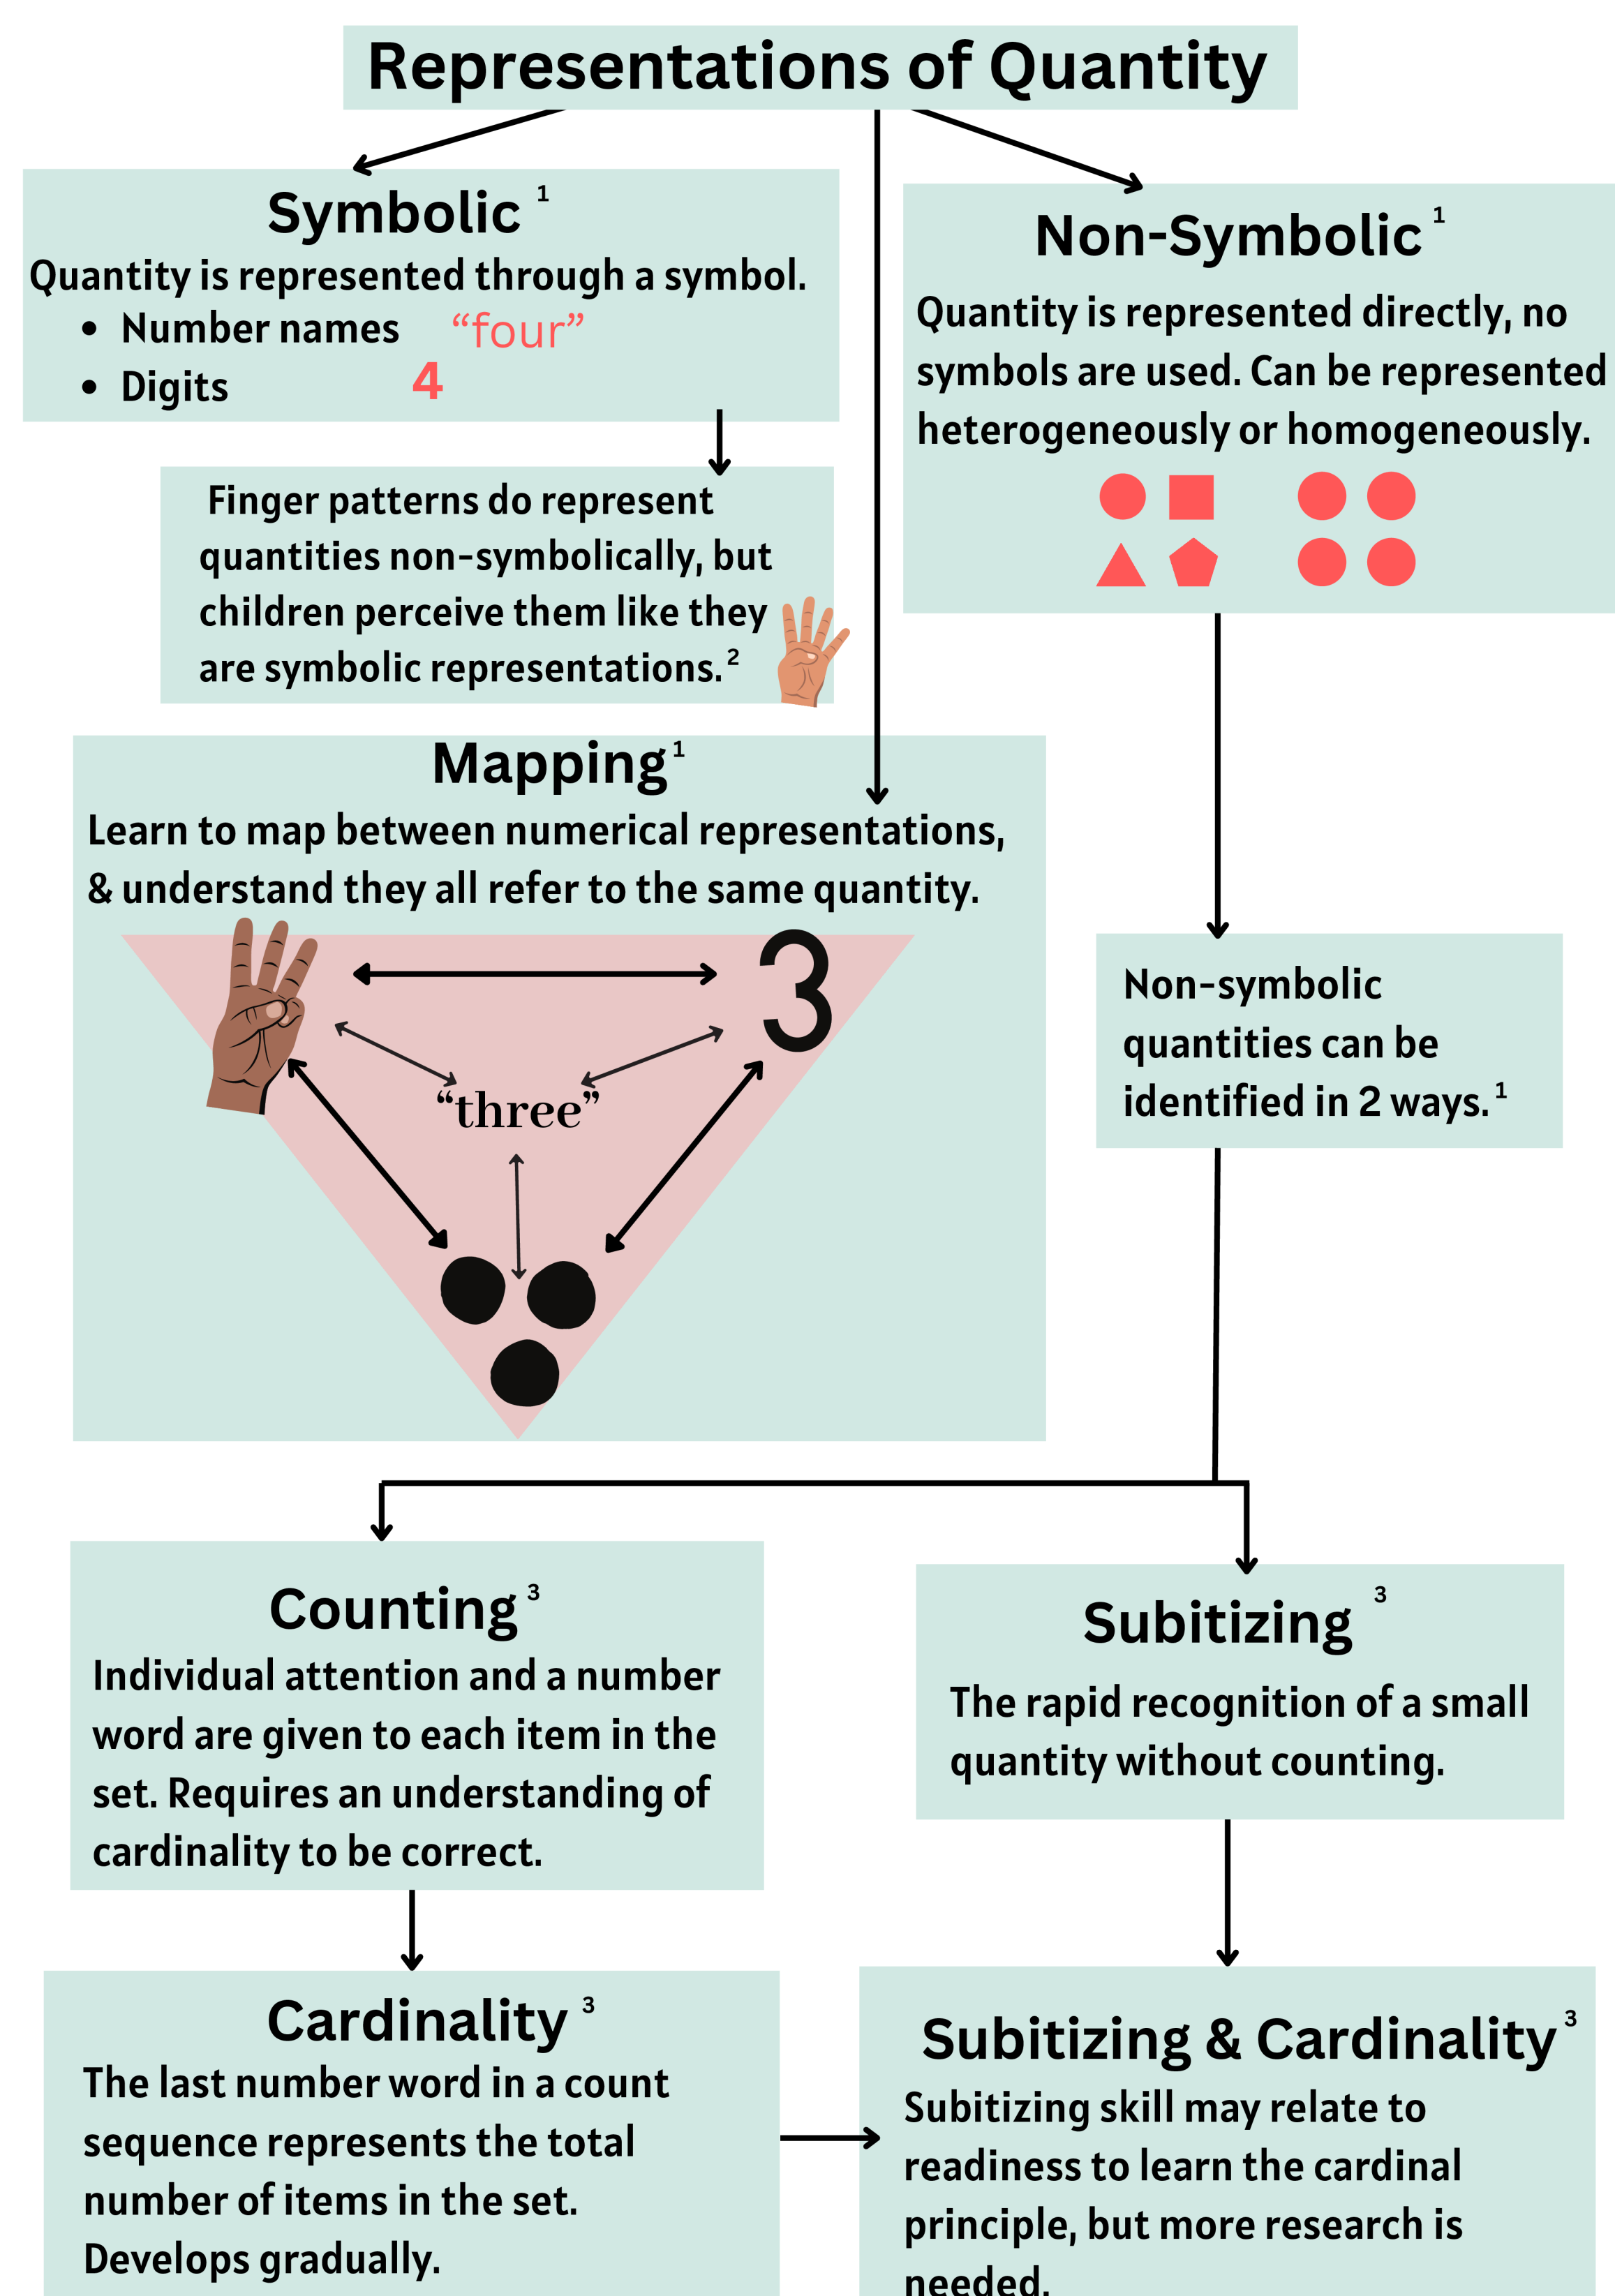 Representations of Quantity
Symbolic 1
Quantity is represented through a symbol.
• Number names “four”
• Digits 4
Non-Symbolic 1
Quantity is represented directly, no
symbols are used. Can be represented
heterogeneously or homogeneously.
Finger patterns do represent
quantities non-symbolically, but
children perceive them like they
are symbolic representations. 2
Mapping 1
Learn to map between numerical representations,
& understand they all refer to the same quantity.
3
“three”
Non-symbolic
quantities can be
identified in 2 ways. 1
Counting 3
Individual attention and a number
word are given to each item in the
set. Requires an understanding of
cardinality to be correct.
Subitizing 3
The rapid recognition of a small
quantity without counting.
Cardinality 3
The last number word in a count
sequence represents the total
number of items in the set.
Develops gradually.
Subitizing & Cardinality 3
Subitizing skill may relate to
readiness to learn the cardinal
principle, but more research is
needed.